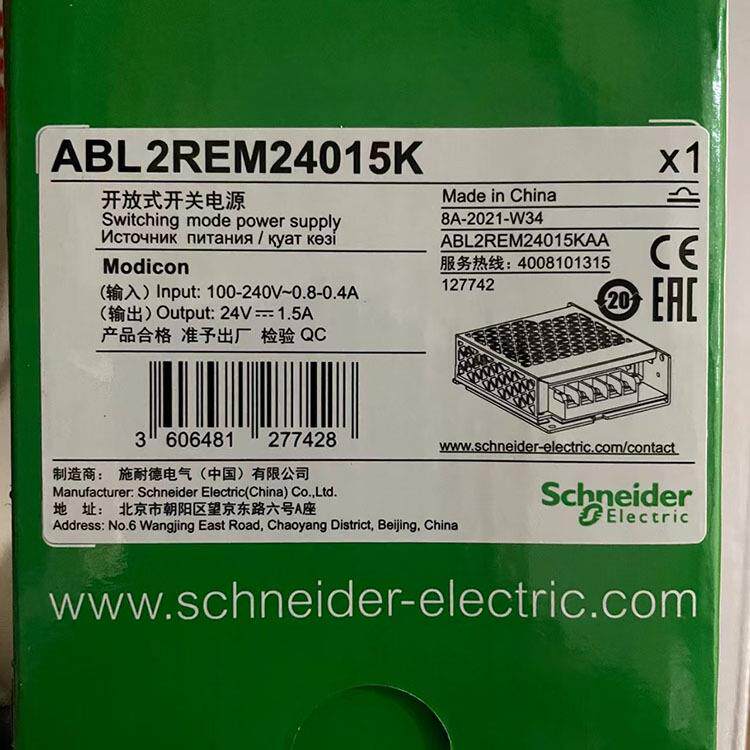 ABL2REM24015K
x1
开放式开关电源
Switching mode power supply
Источник питания / қуат көзі
Modicon
(输入) Input: 100-240V~0.8-0.4A
(输出) Output: 24V⎓1.5A
产品合格 准予出厂 检验 QC
Made in China
8A-2021-W34
ABL2REM24015KAA
服务热线: 4008101315
127742
CE
20
EAC
3 606481 277428
www.schneider-electric.com/contact
制造商: 施耐德电气（中国）有限公司
Manufacturer: Schneider Electric(China) Co.,Ltd.
地 址: 北京市朝阳区望京东路六号A座
Address: No.6 Wangjing East Road, Chaoyang District, Beijing, China
Schneider
Electric
www.schneider-electric.com